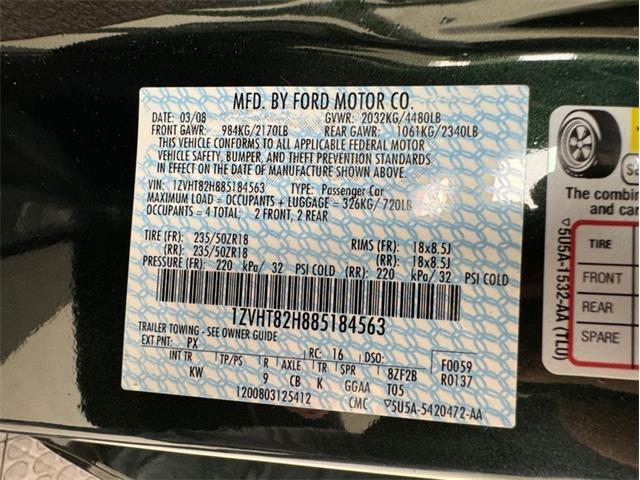 MFD. BY FORD MOTOR CO.
DATE: 03/08 GVWR: 2032KG/4480LB
FRONT GAWR: 984KG/2170LB REAR GAWR: 1061KG/2340LB
THIS VEHICLE CONFORMS TO ALL APPLICABLE FEDERAL MOTOR
VEHICLE SAFETY, BUMPER, AND THEFT PREVENTION STANDARDS
IN EFFECT ON THE DATE OF MANUFACTURE SHOWN ABOVE.
VIN: 1ZVHT82H885184563 TYPE: Passenger Car
MAXIMUM LOAD = OCCUPANTS + LUGGAGE = 326KG/ 720LB
OCCUPANTS = 4 TOTAL: 2 FRONT, 2 REAR
TIRE (FR): 235/50ZR18 RIMS (FR): 18x8.5J
(RR): 235/50ZR18 (RR): 18x8.5J
PRESSURE (FR): 220 kPa/ 32 PSI COLD (RR): 220 kPa/ 32 PSI COLD
1ZVHT82H885184563
TRAILER TOWING - SEE OWNER GUIDE
EXT PNT: PX RC: 16 DSO: F0059
INT TR TP/PS R AXLE TR SPR 8ZF2B R0137
KW 9 CB K GGAA T05
1200803125412 CMC ▽5U5A-5420472-AA
The combin
and ca
TIRE
FRONT
REAR
SPARE
▽5U5A-1532-AA (TL0)